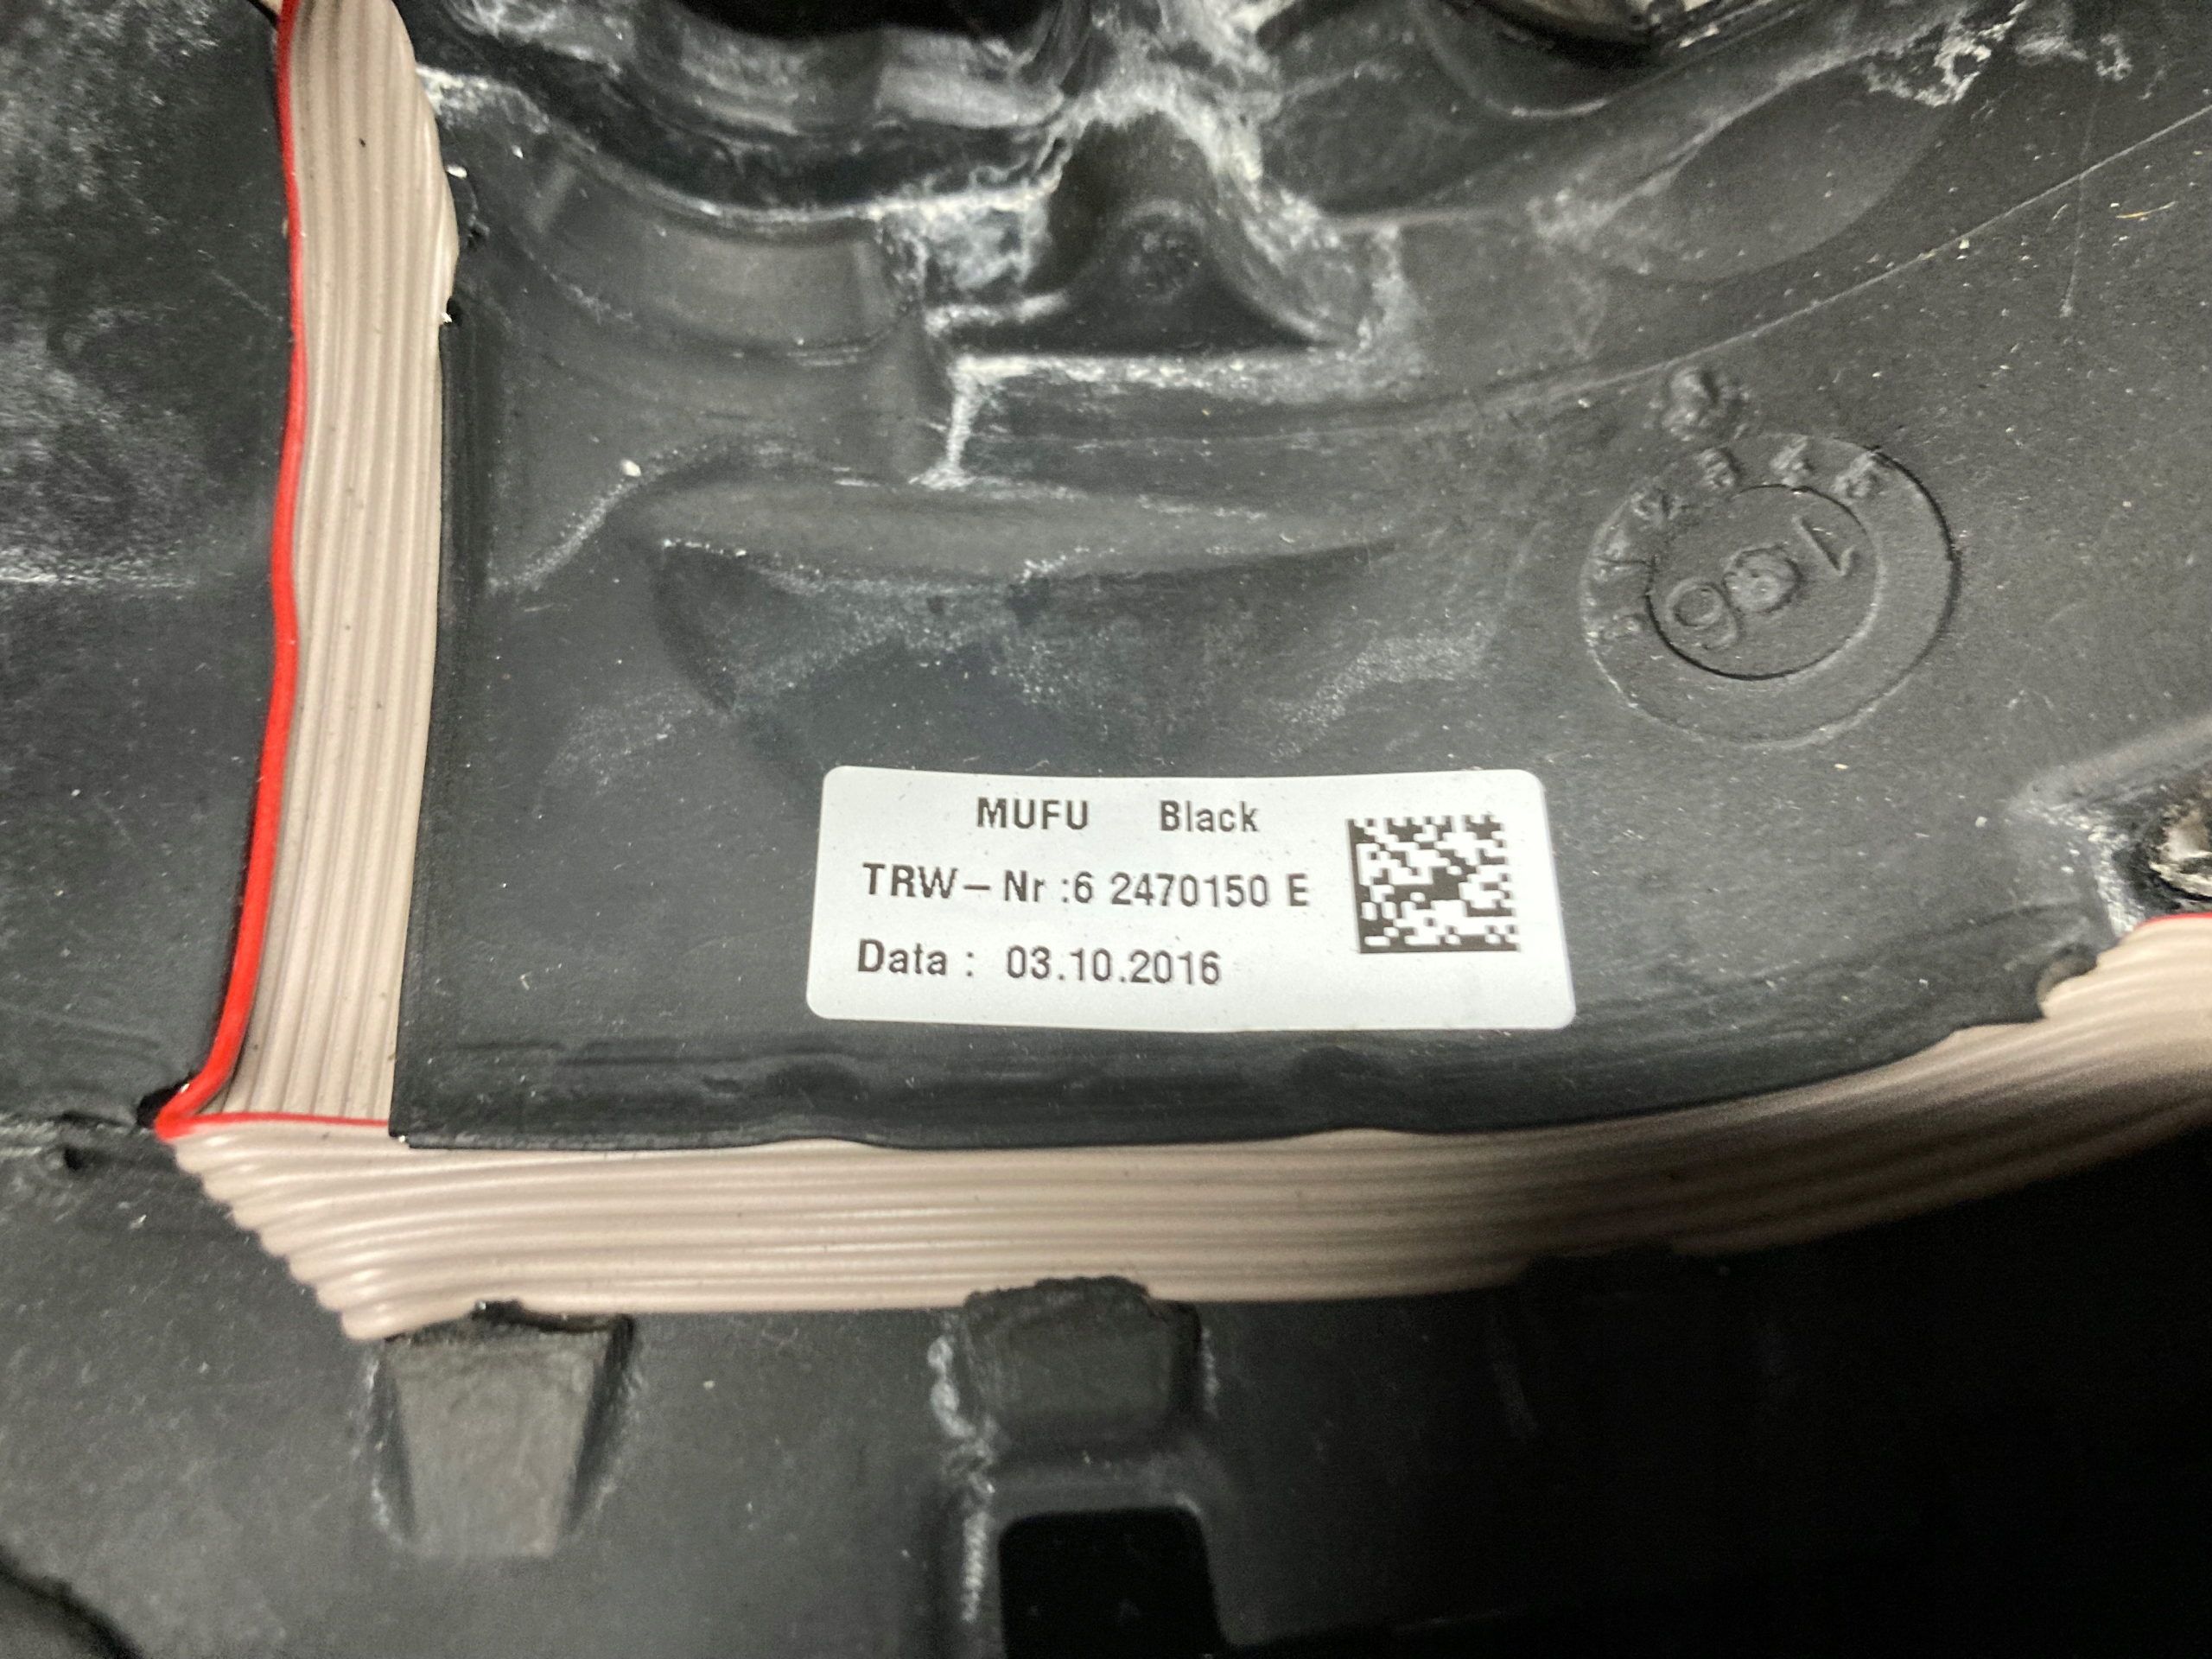 MUFU Black
TRW-Nr :6 2470150 E
Data : 03.10.2016